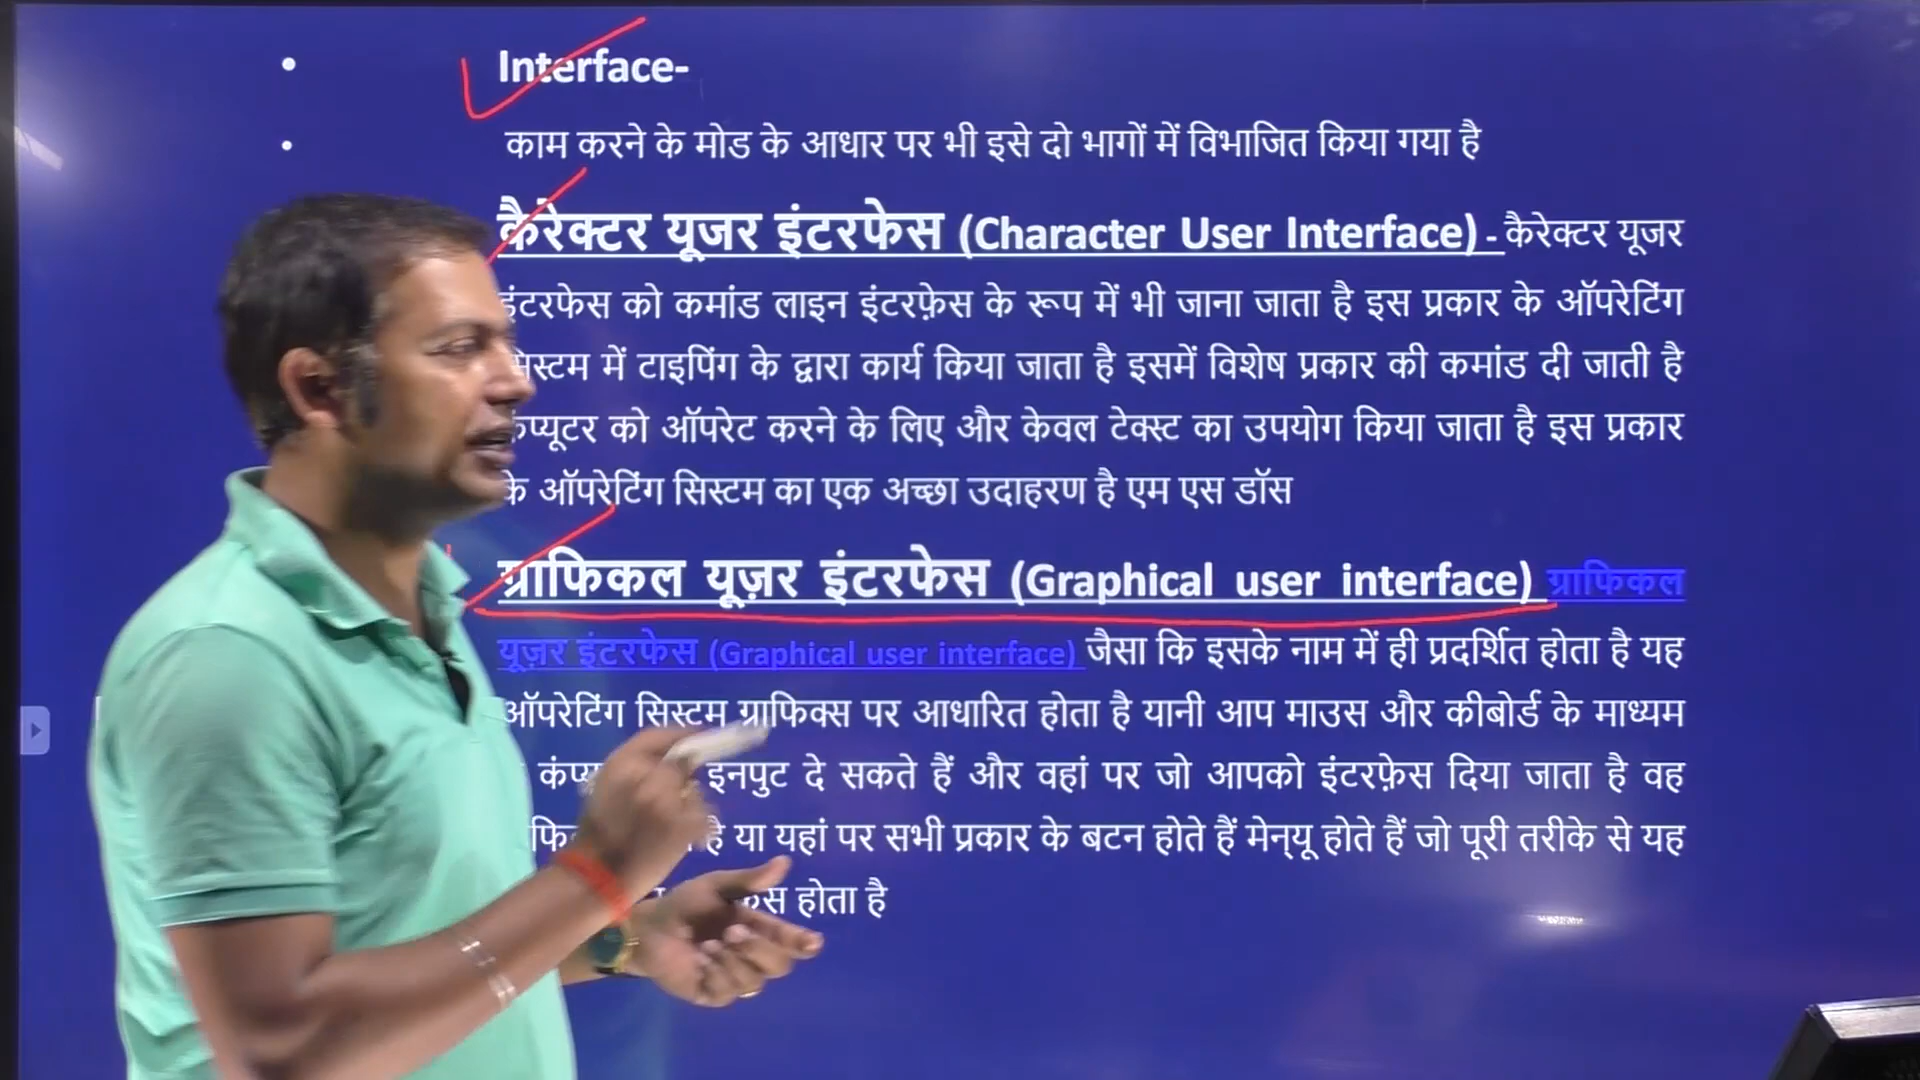 Interface-
काम करने के मोड के आधार पर भी इसे दो भागों में विभाजित किया गया है
कैरेक्टर यूजर इंटरफेस (Character User Interface) - कैरेक्टर यूजर
इंटरफेस को कमांड लाइन इंटरफ़ेस के रूप में भी जाना जाता है इस प्रकार के ऑपरेटिंग
सिस्टम में टाइपिंग के द्वारा कार्य किया जाता है इसमें विशेष प्रकार की कमांड दी जाती है
कंप्यूटर को ऑपरेट करने के लिए और केवल टेक्स्ट का उपयोग किया जाता है इस प्रकार
के ऑपरेटिंग सिस्टम का एक अच्छा उदाहरण है एम एस डॉस
ग्राफिकल यूज़र इंटरफेस (Graphical user interface) ग्राफिकल
यूज़र इंटरफेस (Graphical user interface) जैसा कि इसके नाम में ही प्रदर्शित होता है यह
ऑपरेटिंग सिस्टम ग्राफिक्स पर आधारित होता है यानी आप माउस और कीबोर्ड के माध्यम
इनपुट दे सकते हैं और वहां पर जो आपको इंटरफ़ेस दिया जाता है वह
है या यहां पर सभी प्रकार के बटन होते हैं मेन्यू होते हैं जो पूरी तरीके से यह
होता है